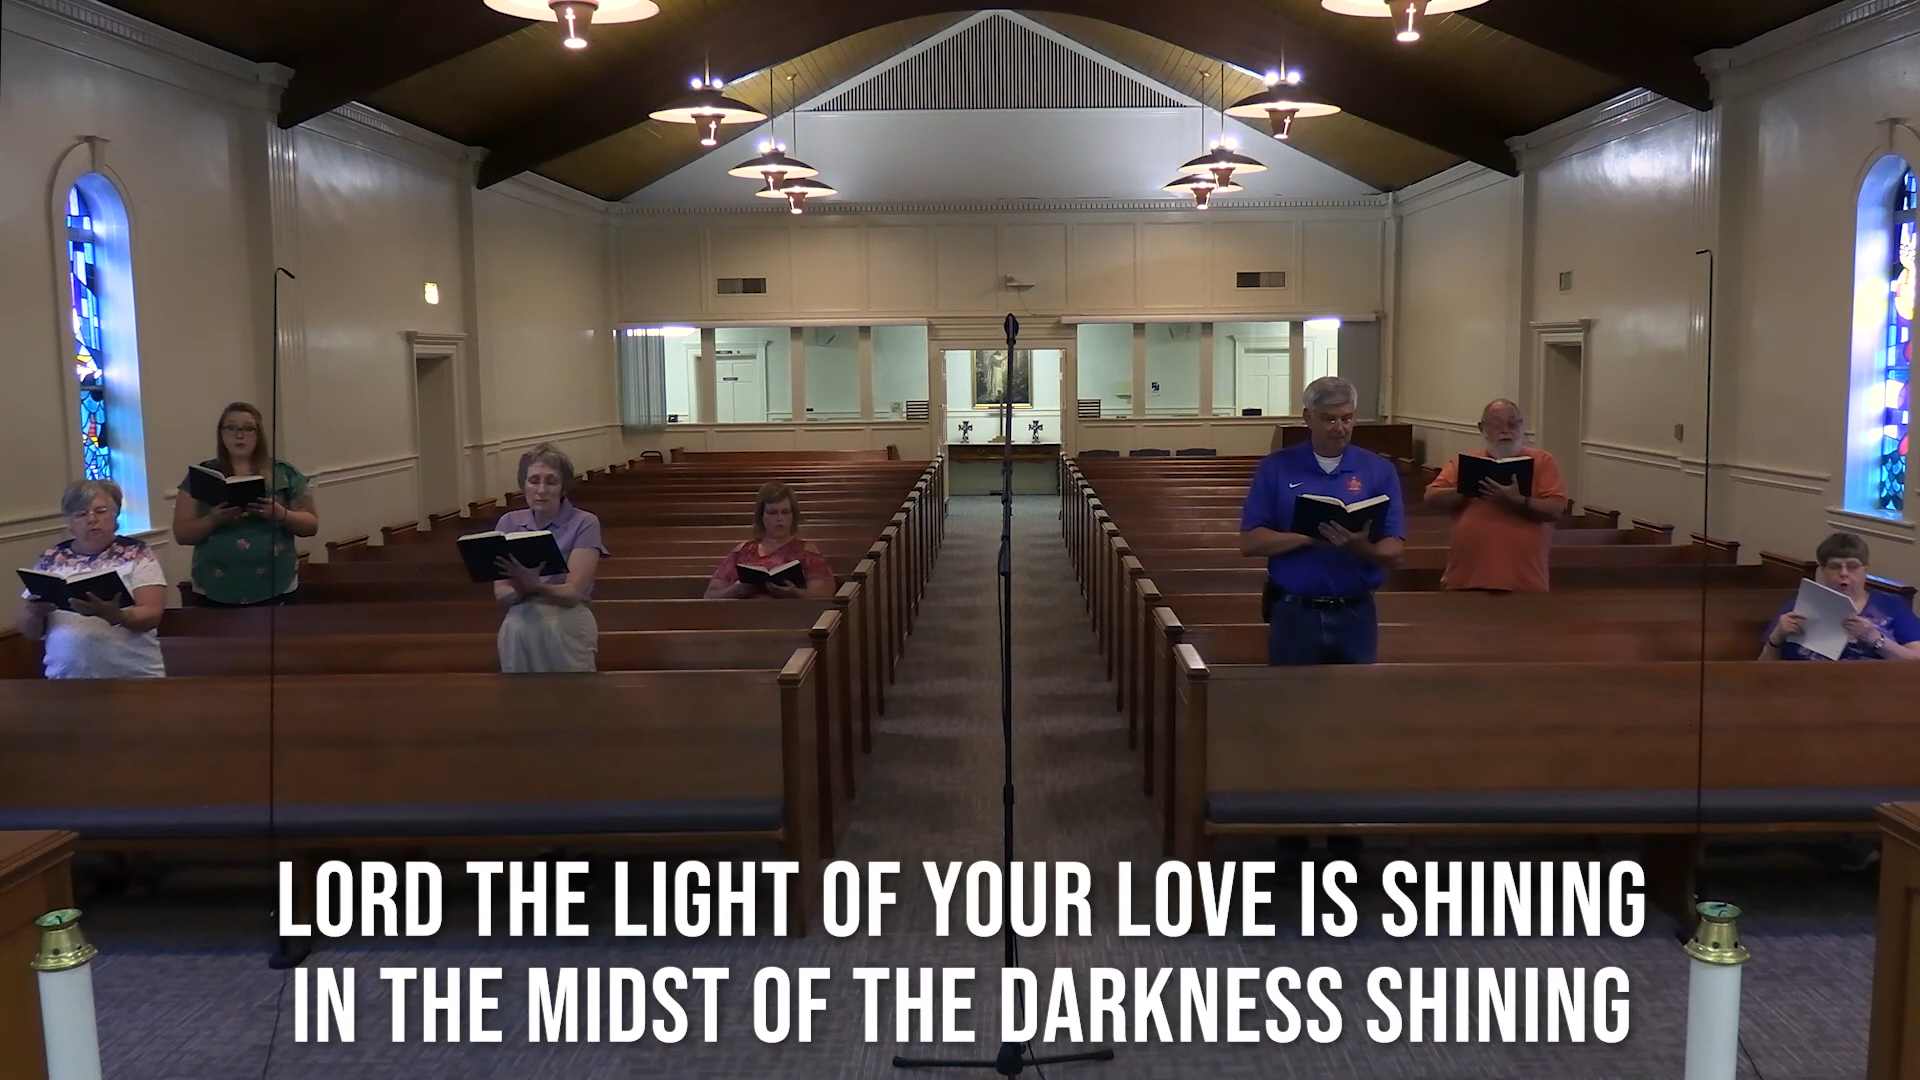 LORD THE LIGHT OF YOUR LOVE IS SHINING
IN THE MIDST OF THE DARKNESS SHINING